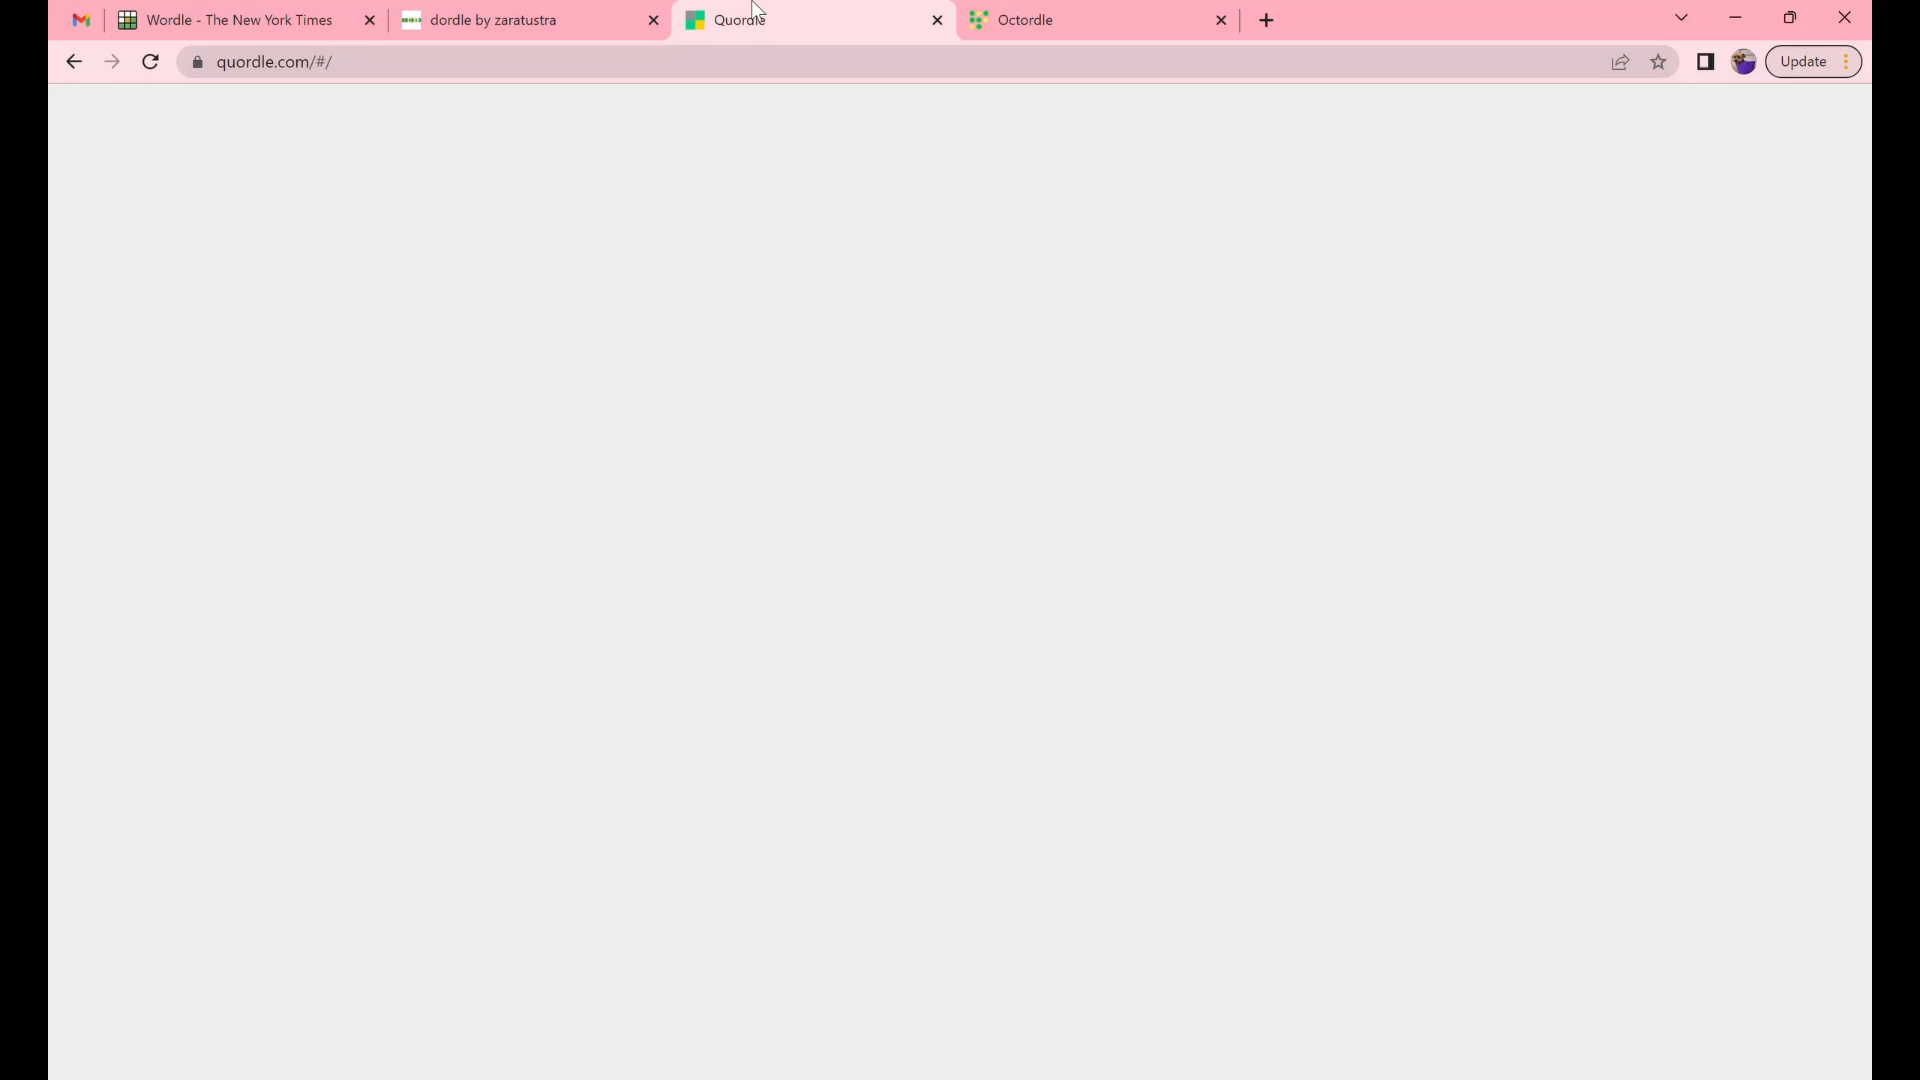 Wordle - The New York Times
dordle by zaratustra
Quordle
Octordle
quordle.com/#/
Update